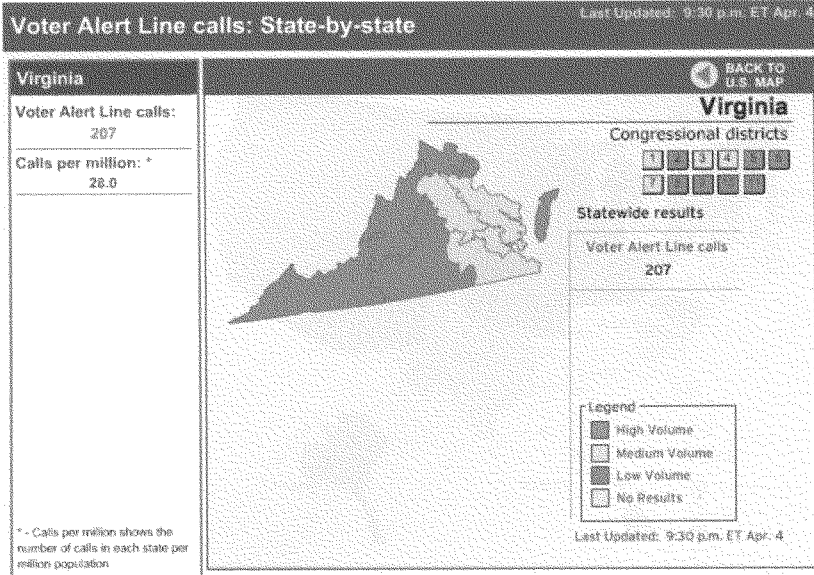 Voter Alert Line calls: State-by-state
Last Updated: 9:30 p.m. ET Apr. 4
Virginia
Voter Alert Line calls:
207
Calls per million: *
28.0
* - Calls per million shows the
number of calls in each state per
million population
BACK TO
U.S. MAP
Virginia
Congressional districts
1 2 3 4 5
7
Statewide results
Voter Alert Line calls
207
Legend
High Volume
Medium Volume
Low Volume
No Results
Last Updated: 9:30 p.m. ET Apr. 4